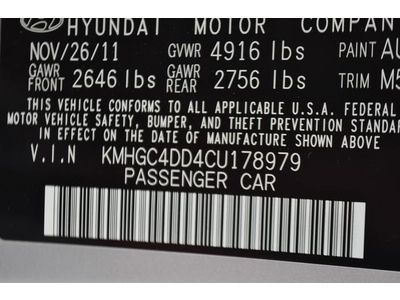 HYUNDAI MOTOR COMPANY
NOV/26/11 GVWR 4916 lbs PAINT AU
GAWR FRONT 2646 lbs GAWR REAR 2756 lbs TRIM M5
THIS VEHICLE CONFORMS TO ALL APPLICABLE U.S.A. FEDERAL
MOTOR VEHICLE SAFETY, BUMPER, AND THEFT PREVENTION STANDAR
IN EFFECT ON THE DATE OF MANUFACTURE SHOWN ABOVE
V.I.N KMHGC4DD4CU178979
PASSENGER CAR